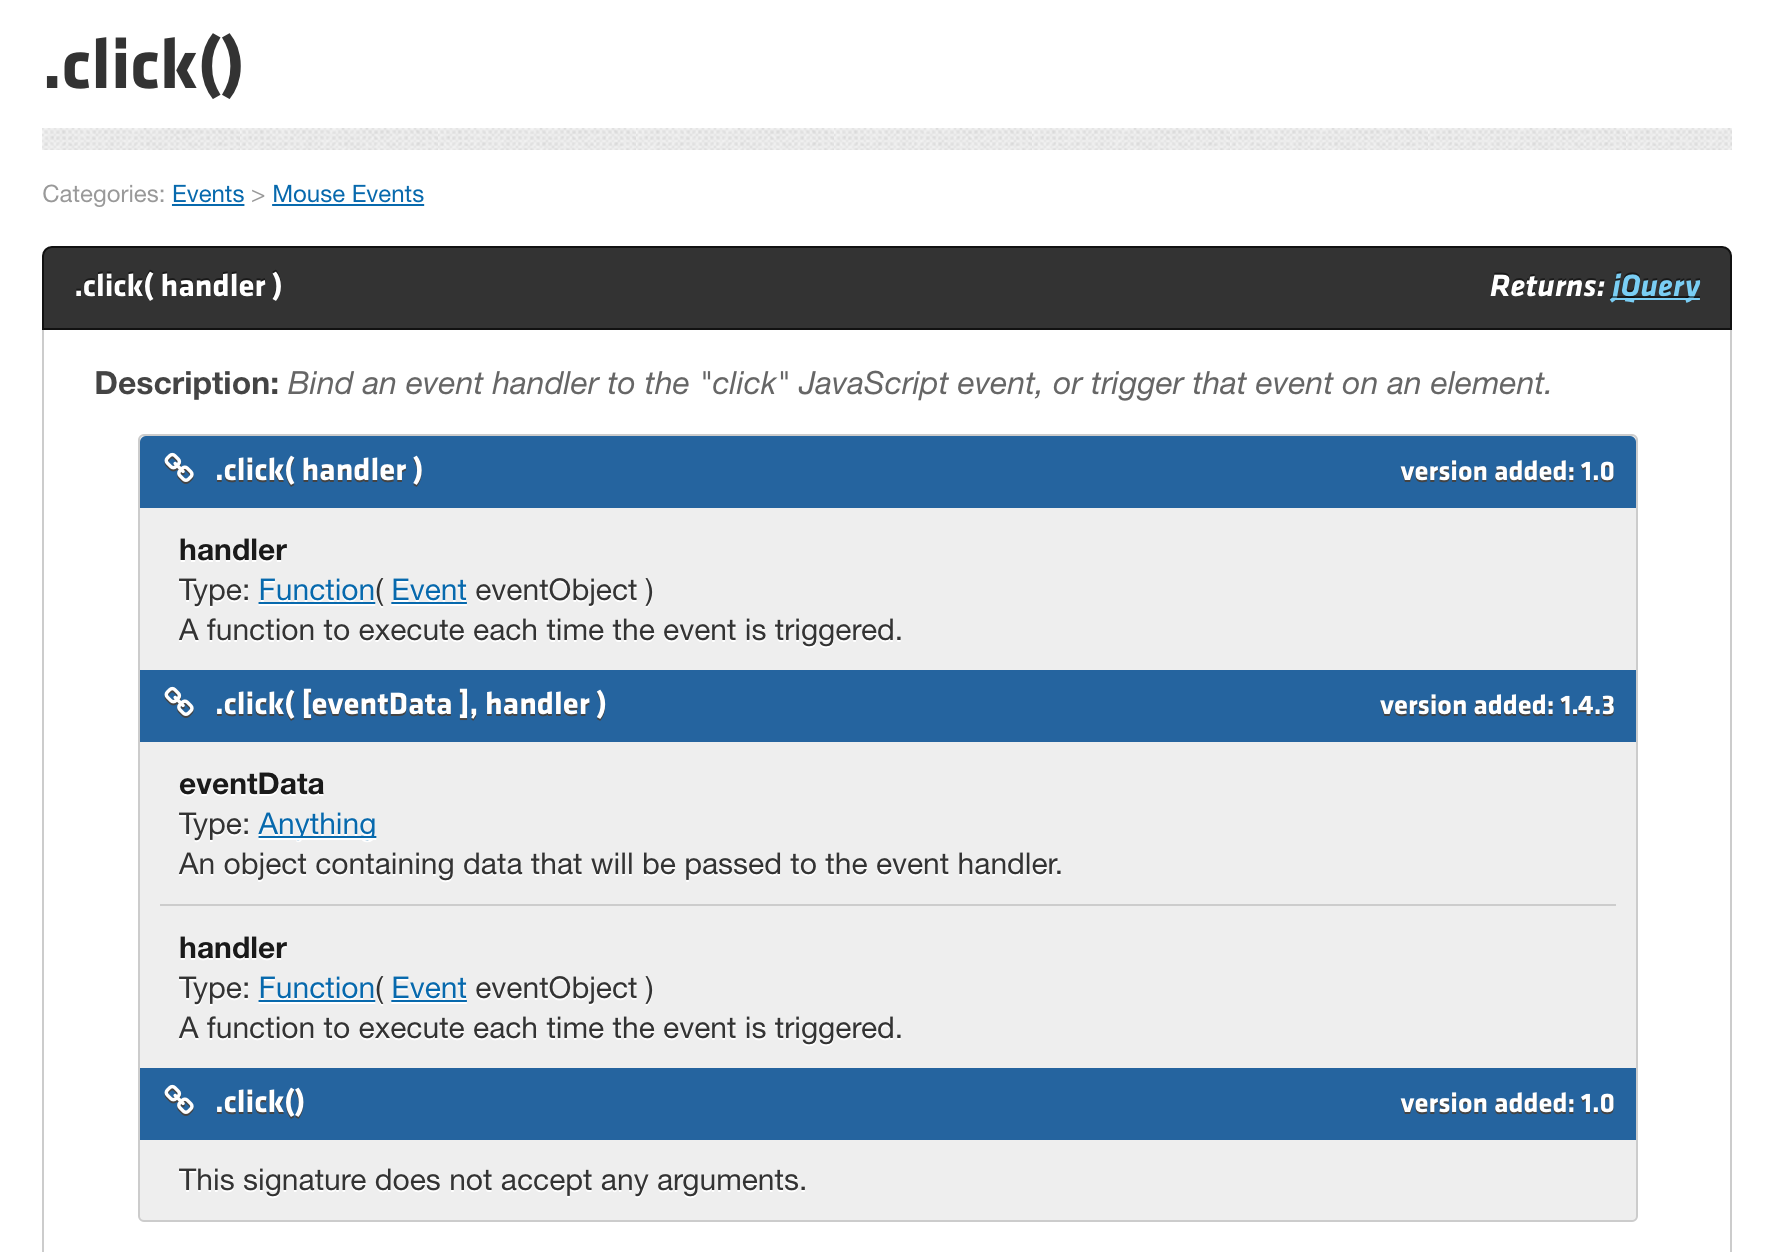 .click()
Categories: Events > Mouse Events
.click( handler ) Returns: jQuery
Description: Bind an event handler to the "click" JavaScript event, or trigger that event on an element.
.click( handler ) version added: 1.0
handler
Type: Function( Event eventObject )
A function to execute each time the event is triggered.
.click( [eventData ], handler ) version added: 1.4.3
eventData
Type: Anything
An object containing data that will be passed to the event handler.
handler
Type: Function( Event eventObject )
A function to execute each time the event is triggered.
.click() version added: 1.0
This signature does not accept any arguments.